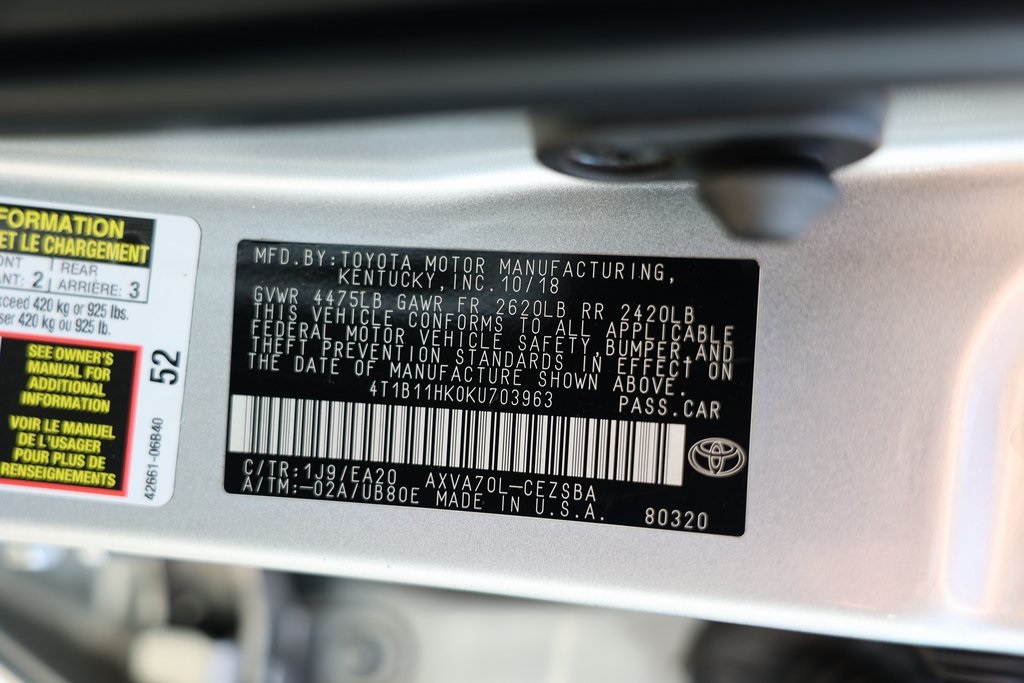 FORMATION
ET LE CHARGEMENT
ONT
ANT: 2
REAR
ARRIÈRE: 3
xceed 420 kg or 925 lbs.
ser 420 kg ou 925 lb.
SEE OWNER'S
MANUAL FOR
ADDITIONAL
INFORMATION
VOIR LE MANUEL
DE L'USAGER
POUR PLUS DE
RENSEIGNEMENTS
52
42661-06B40
MFD.BY:TOYOTA MOTOR MANUFACTURING,
KENTUCKY,INC.10/18
GVWR 4475LB GAWR FR 2620LB RR 2420LB
THIS VEHICLE CONFORMS TO ALL APPLICABLE
FEDERAL MOTOR VEHICLE SAFETY,BUMPER,AND
THEFT PREVENTION STANDARDS IN EFFECT ON
THE DATE OF MANUFACTURE SHOWN ABOVE.
4T1B11HK0KU703963 PASS.CAR
C/TR:1J9/EA20 AXVA70L-CEZSBA
A/TM:-02A/UB80E MADE IN U.S.A. 80320